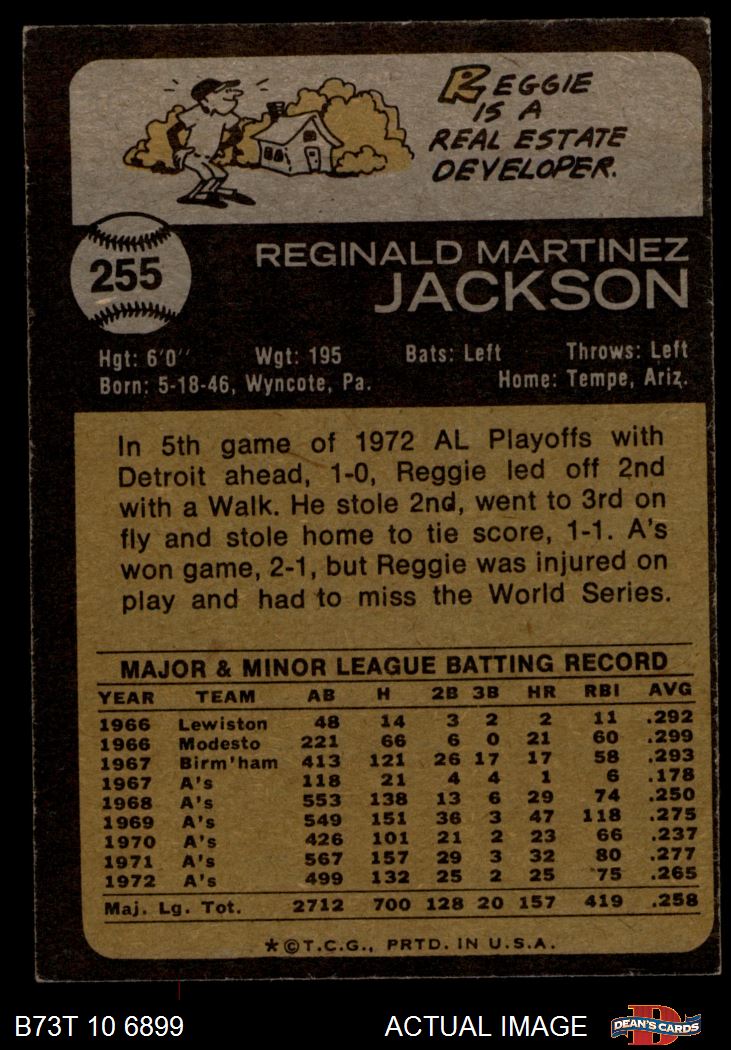 REGGIE
IS A
REAL ESTATE
DEVELOPER.
255
REGINALD MARTINEZ
JACKSON
Hgt: 6'0" Wgt: 195 Bats: Left Throws: Left
Born: 5-18-46, Wyncote, Pa. Home: Tempe, Ariz.
In 5th game of 1972 AL Playoffs with
Detroit ahead, 1-0, Reggie led off 2nd
with a Walk. He stole 2nd, went to 3rd on
fly and stole home to tie score, 1-1. A's
won game, 2-1, but Reggie was injured on
play and had to miss the World Series.
MAJOR & MINOR LEAGUE BATTING RECORD
YEAR TEAM AB H 2B 3B HR RBI AVG
1966 Lewiston 48 14 3 2 2 11 .292
1966 Modesto 221 66 6 0 21 60 .299
1967 Birm'ham 413 121 26 17 17 58 .293
1967 A's 118 21 4 4 1 6 .178
1968 A's 553 138 13 6 29 74 .250
1969 A's 549 151 36 3 47 118 .275
1970 A's 426 101 21 2 23 66 .237
1971 A's 567 157 29 3 32 80 .277
1972 A's 499 132 25 2 25 75 .265
Maj. Lg. Tot. 2712 700 128 20 157 419 .258
*©T.C.G., PRTD. IN U.S.A.
B73T 10 6899 ACTUAL IMAGE
DEAN'S CARDS